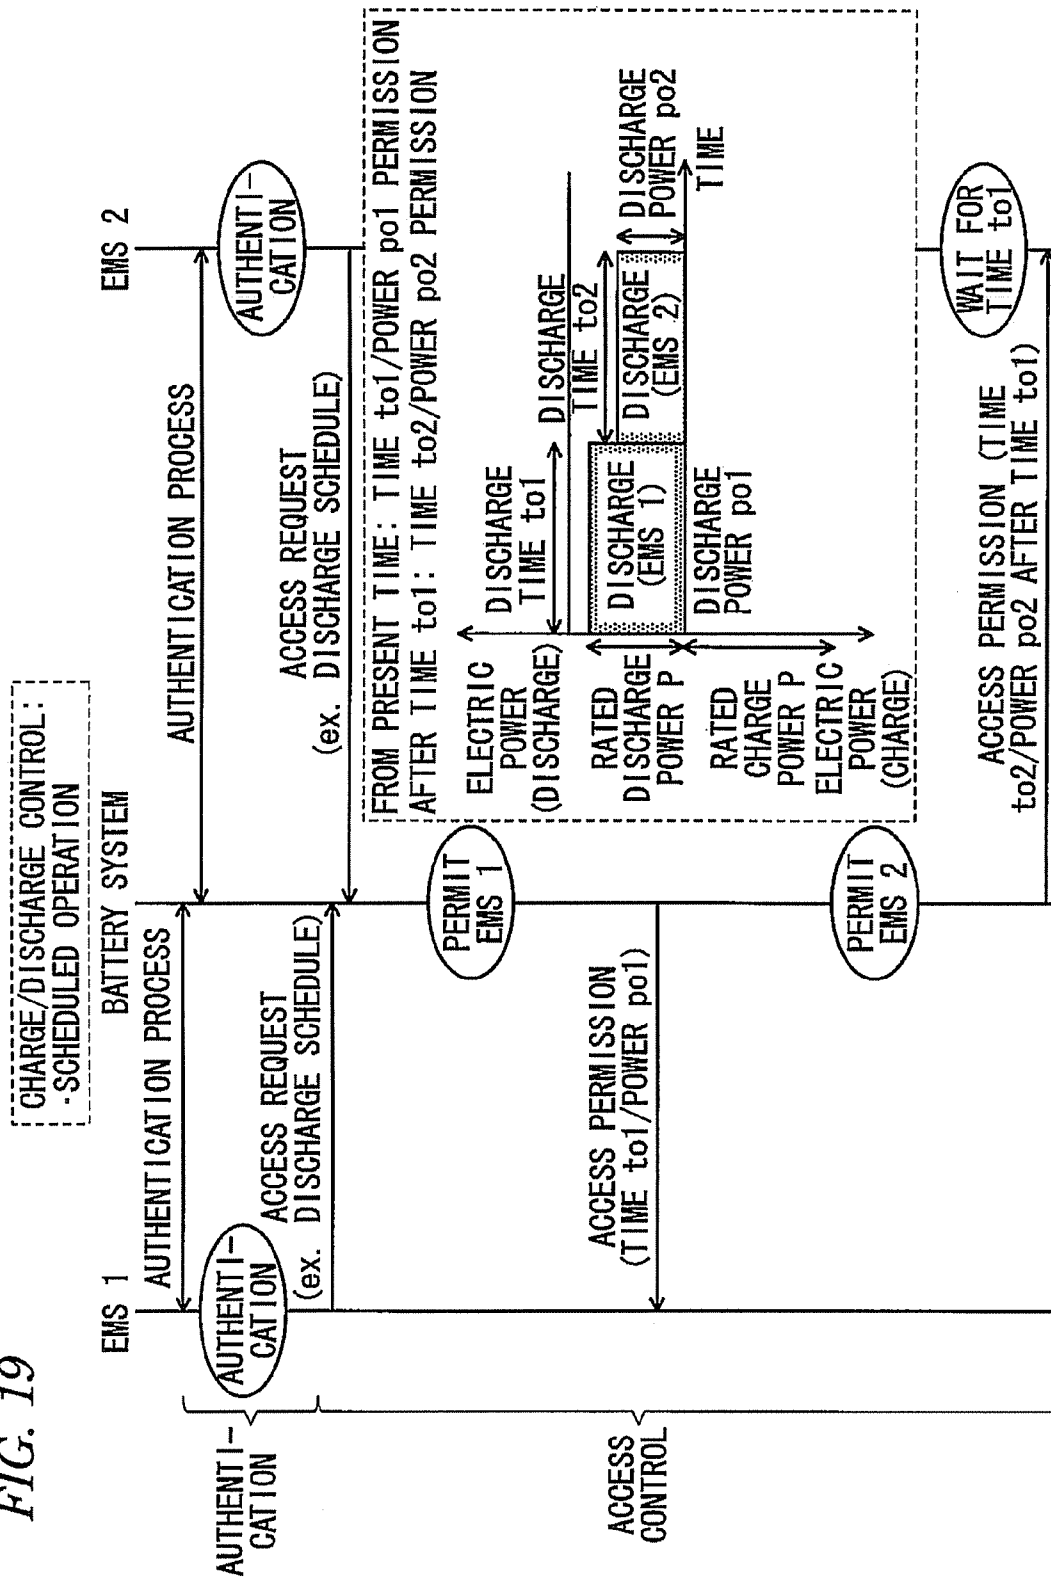 FIG. 19
CHARGE/DISCHARGE CONTROL:
·SCHEDULED OPERATION
EMS 1
BATTERY SYSTEM
EMS 2
AUTHENTI-
CATION
AUTHENTICATION PROCESS
AUTHENTICATION PROCESS
AUTHENTI-
CATION
AUTHENTI-
CATION
ACCESS REQUEST
(ex. DISCHARGE SCHEDULE)
ACCESS REQUEST
(ex. DISCHARGE SCHEDULE)
ACCESS
CONTROL
PERMIT
EMS 1
FROM PRESENT TIME: TIME to1/POWER po1 PERMISSION
AFTER TIME to1: TIME to2/POWER po2 PERMISSION
ELECTRIC
POWER
(DISCHARGE)
DISCHARGE
TIME to1
DISCHARGE
TIME to2
RATED
DISCHARGE
POWER P
DISCHARGE
(EMS 1)
DISCHARGE
(EMS 2)
DISCHARGE
POWER po2
DISCHARGE
POWER po1
TIME
RATED
CHARGE
POWER P
ELECTRIC
POWER
(CHARGE)
ACCESS PERMISSION
(TIME to1/POWER po1)
PERMIT
EMS 2
WAIT FOR
TIME to1
ACCESS PERMISSION (TIME
to2/POWER po2 AFTER TIME to1)